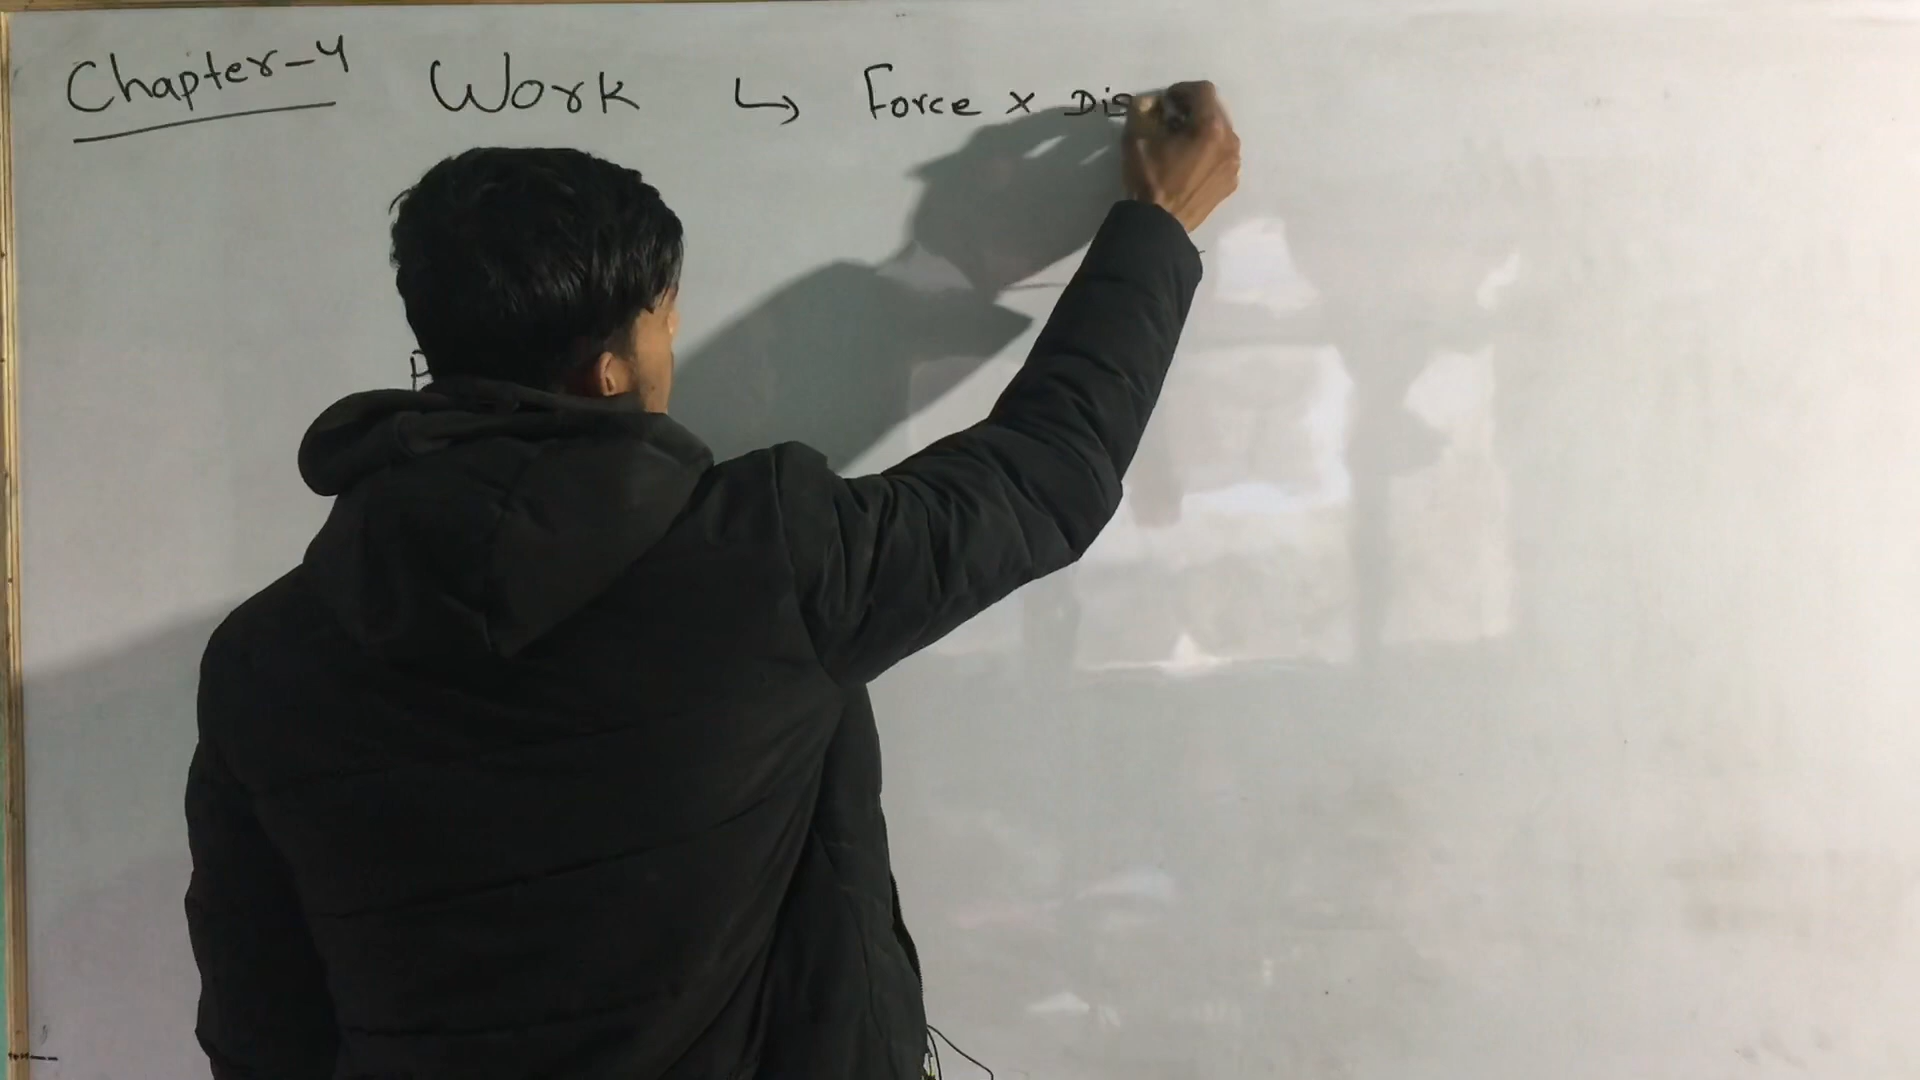 Chapter-4 Work ↳ Force × Dis